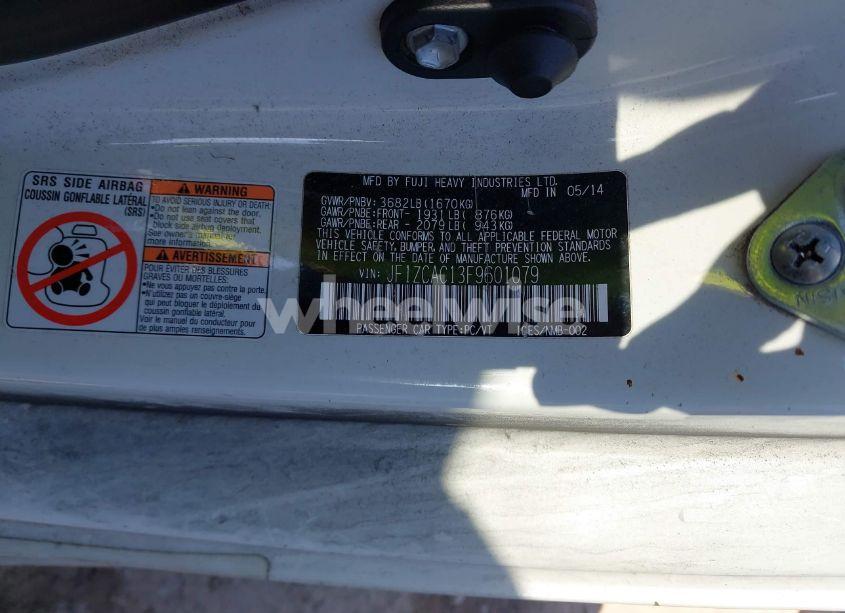 SRS SIDE AIRBAG
COUSSIN GONFLABLE LATÉRAL
(SRS)
WARNING
TO AVOID SERIOUS INJURY OR DEATH:
•Do not lean against the door.
•Do not use seat covers that
block side airbag deployment.
See owner's manual for
more information.
AVERTISSEMENT
POUR ÉVITER DES BLESSURES
GRAVES OU MORTELLES:
•Ne vous appuyez pas contre la porte.
•N'utilisez pas un couvre-siège
qui peut bloquer le déploiement du
coussin gonflable latéral.
Voir le manuel du conducteur pour
de plus amples renseignements.
MFD BY FUJI HEAVY INDUSTRIES LTD.
MFD IN 05/14
GVWR/PNBV: 3682LB(1670KG)
GAWR/PNBE:FRONT- 1931LB( 876KG)
GAWR/PNBE:REAR - 2079LB( 943KG)
THIS VEHICLE CONFORMS TO ALL APPLICABLE FEDERAL MOTOR
VEHICLE SAFETY, BUMPER, AND THEFT PREVENTION STANDARDS
IN EFFECT ON THE DATE OF MANUFACTURE SHOWN ABOVE.
VIN: JF1ZCAC13F9601079
wheelwise
PASSENGER CAR TYPE:PC/VT ICES/NMB-002